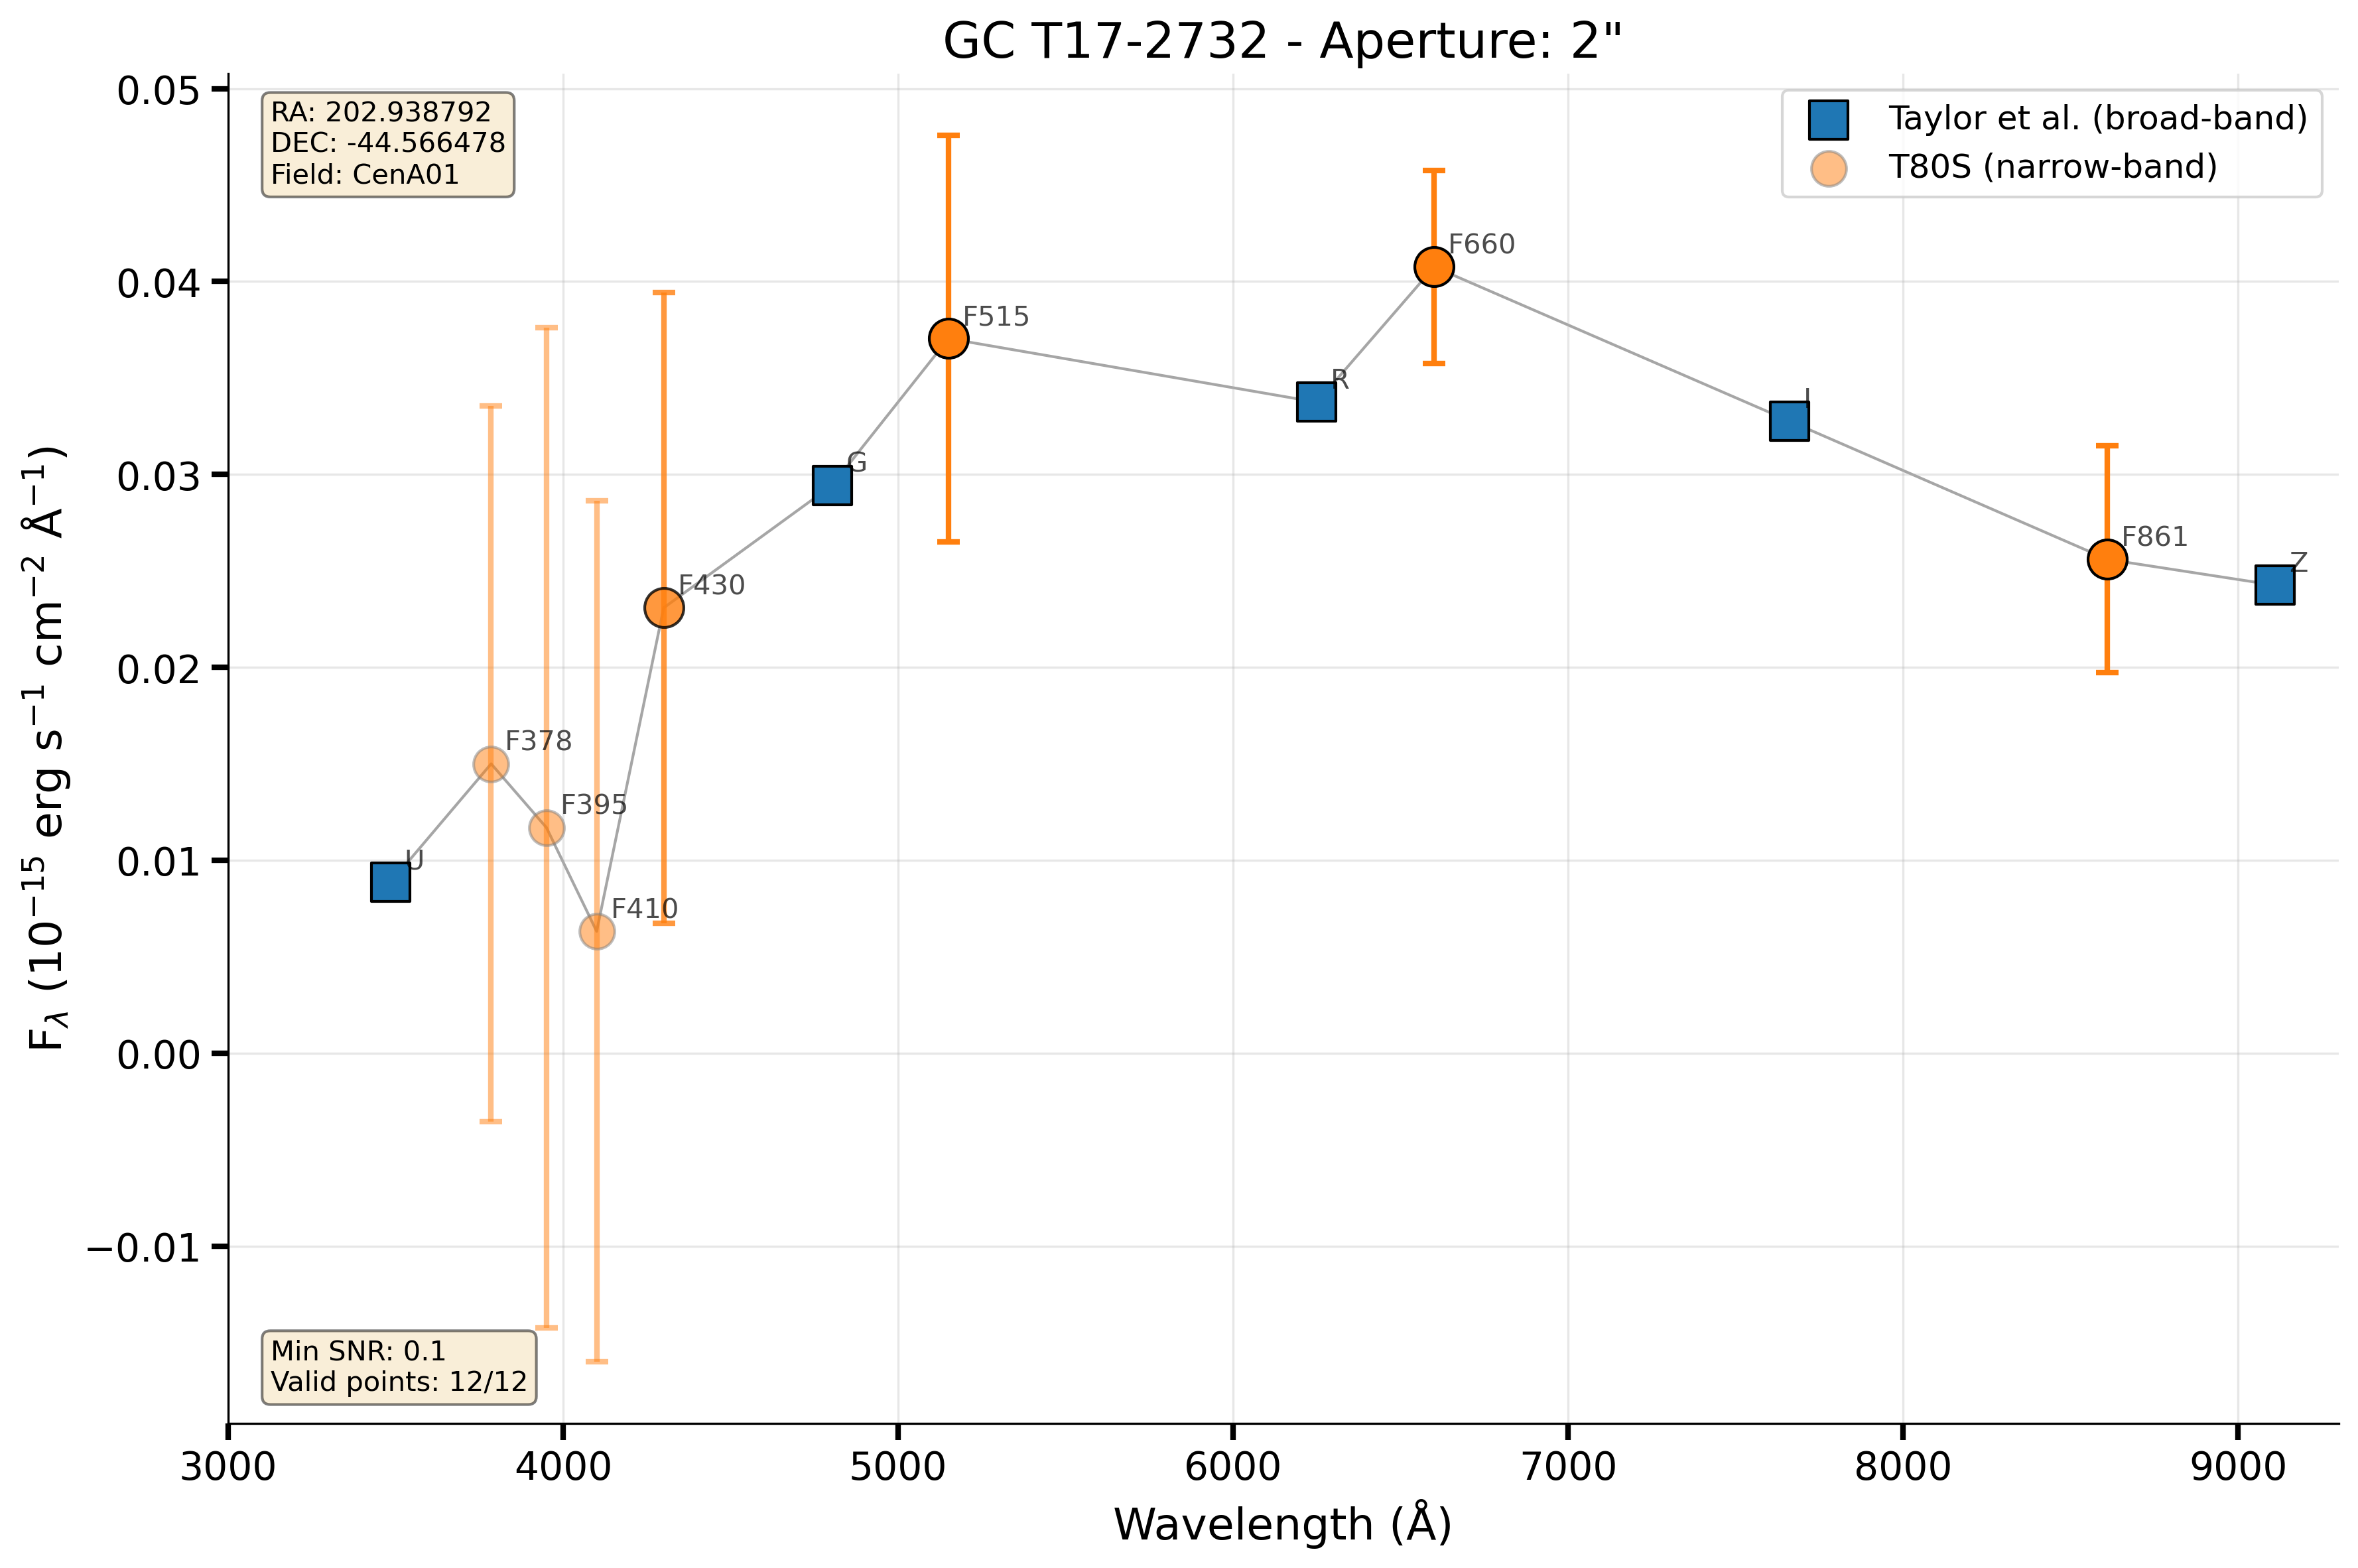 GC T17-2732 - Aperture: 2"
RA: 202.938792
DEC: -44.566478
Field: CenA01
Taylor et al. (broad-band)
T80S (narrow-band)
0.05
0.04
0.03
0.02
0.01
0.00
−0.01
F_λ (10⁻¹⁵ erg s⁻¹ cm⁻² Å⁻¹)
U
F378
F395
F410
F430
G
F515
R
F660
I
F861
Z
Min SNR: 0.1
Valid points: 12/12
3000 4000 5000 6000 7000 8000 9000
Wavelength (Å)